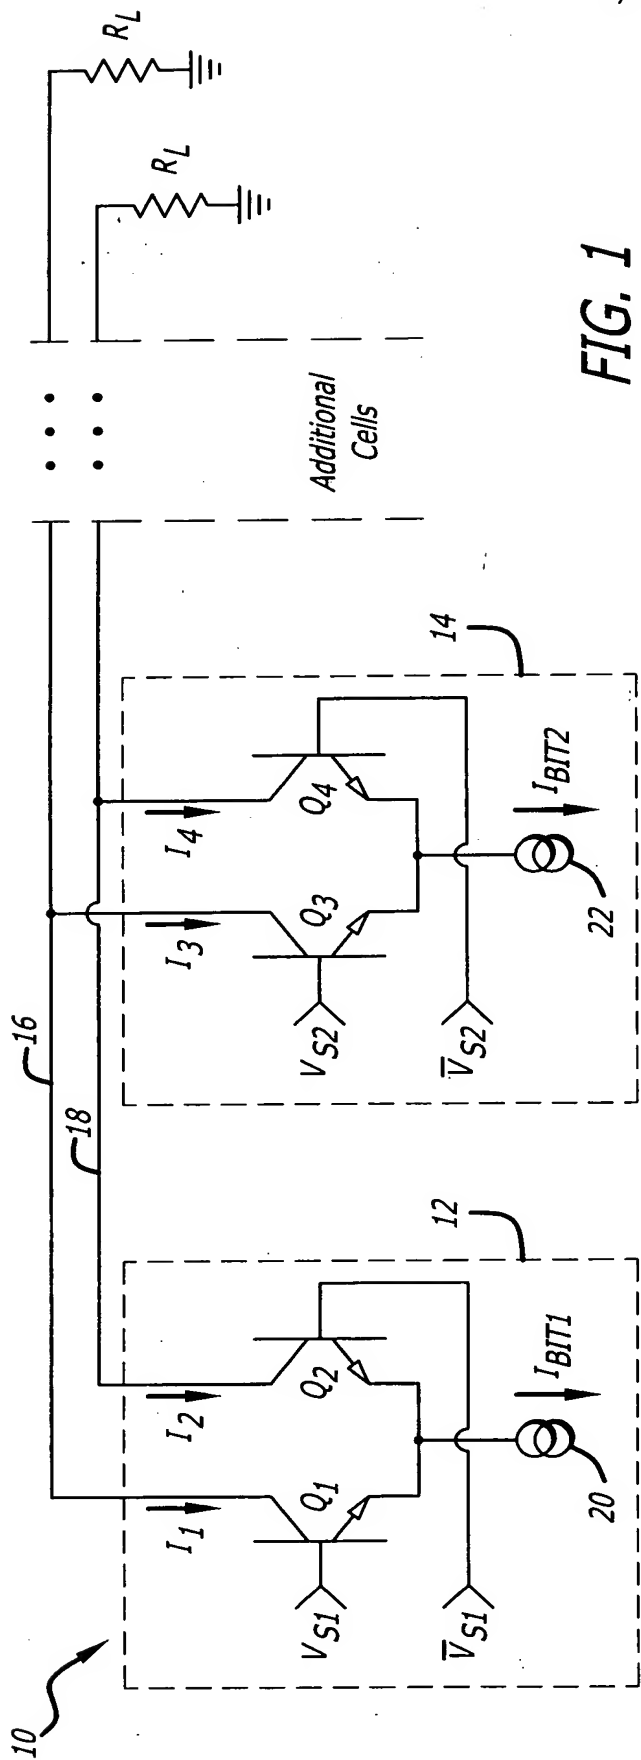 10
16
18
R_L
R_L
I_1
I_2
I_3
I_4
Additional
Cells
V_S1
Q_1
Q_2
V̅_S1
V_S2
Q_3
Q_4
V̅_S2
12
14
20
I_BIT1
22
I_BIT2
FIG. 1